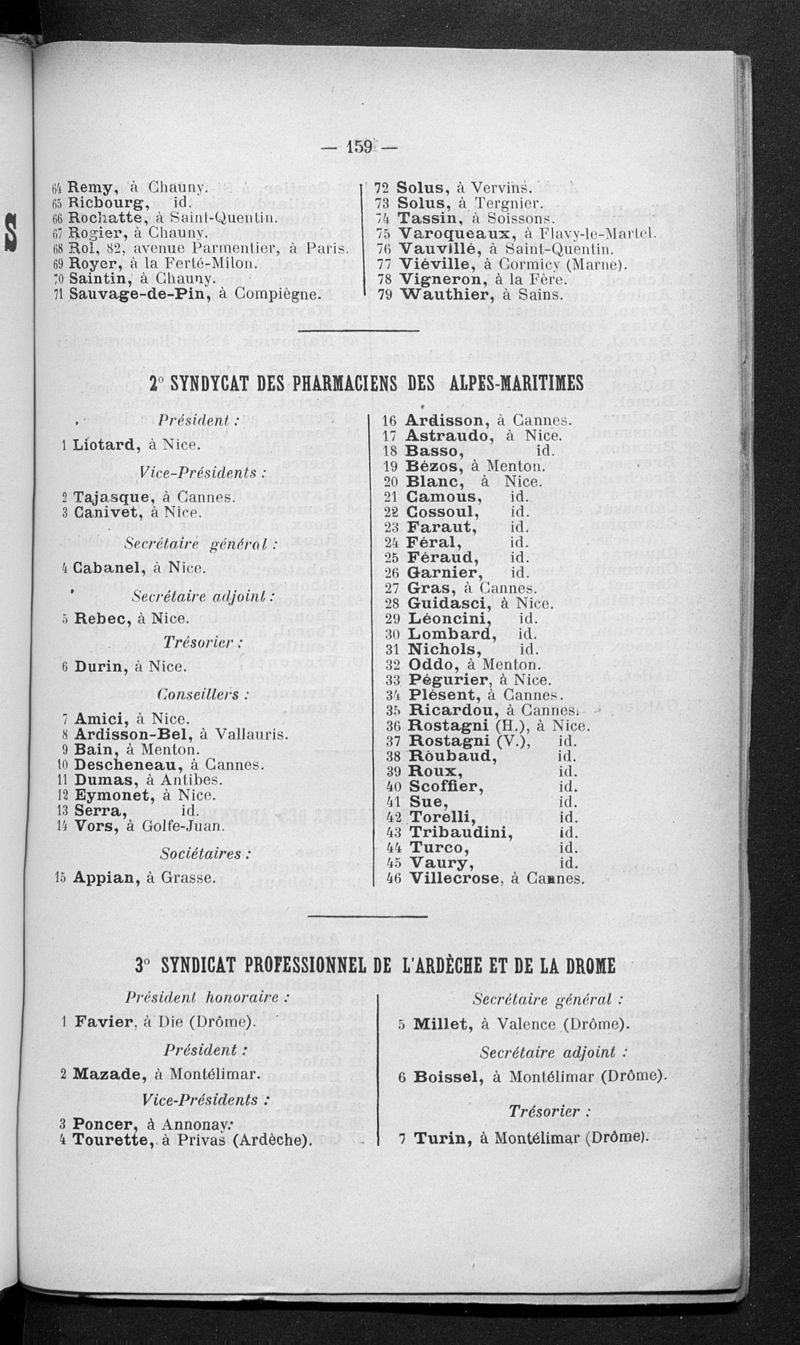 — 159 —
64 Remy, à Chauny.
65 Ricbourg, id.
66 Rochatte, à Saint-Quentin.
67 Rogier, à Chauny.
68 Roi, 82, avenue Parmentier, à Paris.
69 Royer, à la Ferté-Milon.
70 Saintin, à Chauny.
71 Sauvage-de-Pin, à Compiègne.
72 Solus, à Vervins.
73 Solus, à Tergnier.
74 Tassin, à Soissons.
75 Varoqueaux, à Flavy-le-Martel.
76 Vauvillé, à Saint-Quentin.
77 Viéville, à Cormicy (Marne).
78 Vigneron, à la Fère.
79 Wauthier, à Sains.
2° SYNDYCAT DES PHARMACIENS DES ALPES-MARITIMES
Président :
1 Liotard, à Nice.
Vice-Présidents :
2 Tajasque, à Cannes.
3 Canivet, à Nice.
Secrétaire général :
4 Cabanel, à Nice.
Secrétaire adjoint :
5 Rebec, à Nice.
Trésorier :
6 Durin, à Nice.
Conseillers :
7 Amici, à Nice.
8 Ardisson-Bel, à Vallauris.
9 Bain, à Menton.
10 Descheneau, à Cannes.
11 Dumas, à Antibes.
12 Eymonet, à Nice.
13 Serra, id.
14 Vors, à Golfe-Juan.
Sociétaires :
15 Appian, à Grasse.
16 Ardisson, à Cannes.
17 Astraudo, à Nice.
18 Basso, id.
19 Bézos, à Menton.
20 Blanc, à Nice.
21 Camous, id.
22 Cossoul, id.
23 Faraut, id.
24 Féral, id.
25 Féraud, id.
26 Garnier, id.
27 Gras, à Cannes.
28 Guidasci, à Nice.
29 Léoncini, id.
30 Lombard, id.
31 Nichols, id.
32 Oddo, à Menton.
33 Pégurier, à Nice.
34 Plésent, à Cannes.
35 Ricardou, à Cannes.
36 Rostagni (H.), à Nice.
37 Rostagni (V.), id.
38 Roubaud, id.
39 Roux, id.
40 Scoffier, id.
41 Sue, id.
42 Torelli, id.
43 Tribaudini, id.
44 Turco, id.
45 Vaury, id.
46 Villecrose, à Cannes.
3° SYNDICAT PROFESSIONNEL DE L'ARDÈCHE ET DE LA DROME
Président honoraire :
1 Favier, à Die (Drôme).
Président :
2 Mazade, à Montélimar.
Vice-Présidents :
3 Poncer, à Annonay.
4 Tourette, à Privas (Ardèche).
Secrétaire général :
5 Millet, à Valence (Drôme).
Secrétaire adjoint :
6 Boissel, à Montélimar (Drôme).
Trésorier :
7 Turin, à Montélimar (Drôme).